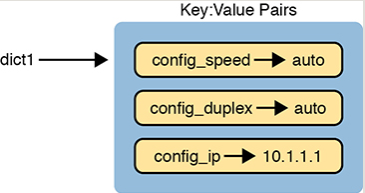 Key:Value Pairs
dict1
config_speed auto
config_duplex auto
config_ip 10.1.1.1